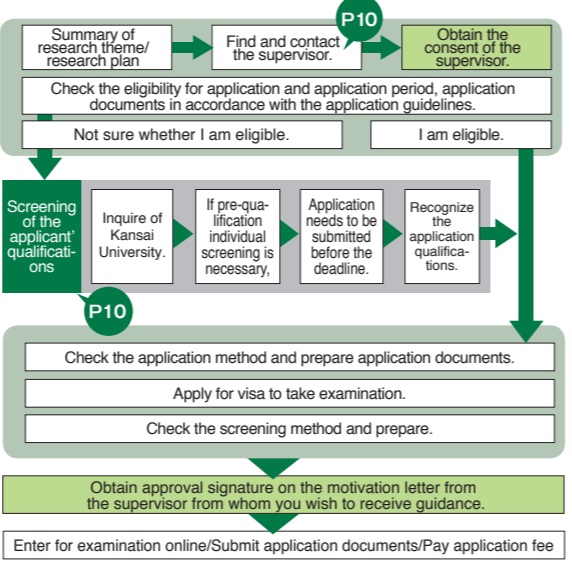 P10
Summary of
research theme/
research plan
Find and contact
the supervisor.
Obtain the
consent of the
supervisor.
Check the eligibility for application and application period, application
documents in accordance with the application guidelines.
Not sure whether I am eligible.
I am eligible.
Screening
of the
applicant'
qualificati-
ons
Inquire of
Kansai
University.
If pre-qua-
lification
individual
screening is
necessary,
Application
needs to be
submitted
before the
deadline.
Recognize
the
application
qualifica-
tions.
P10
Check the application method and prepare application documents.
Apply for visa to take examination.
Check the screening method and prepare.
Obtain approval signature on the motivation letter from
the supervisor from whom you wish to receive guidance.
Enter for examination online/Submit application documents/Pay application fee